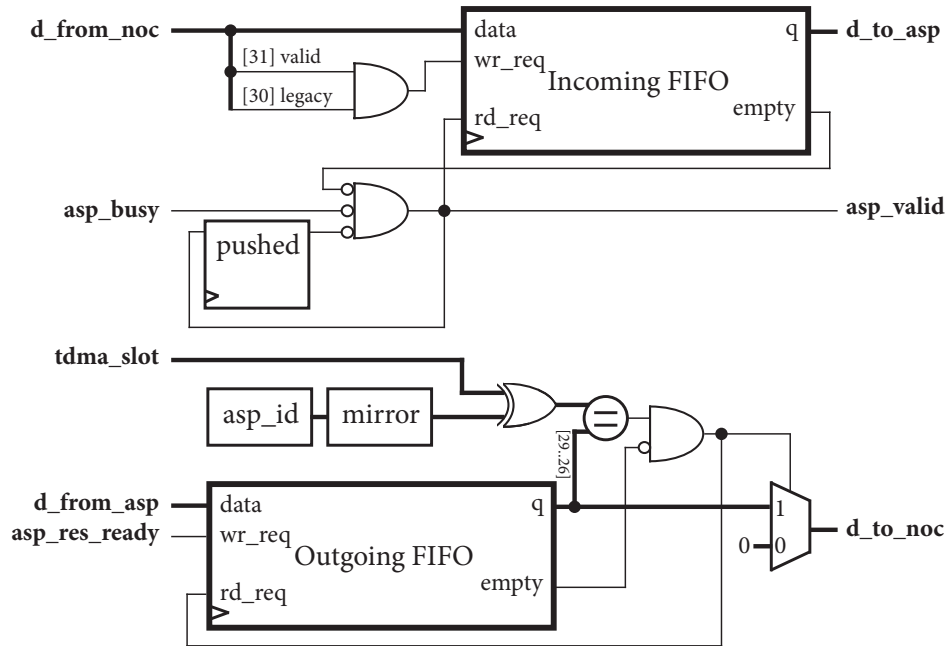 d_from_noc
data
q
d_to_asp
[31] valid
wr_req
Incoming FIFO
[30] legacy
empty
rd_req
asp_busy
asp_valid
pushed
tdma_slot
asp_id
mirror
=
[29..26]
d_from_asp
data
q
1
asp_res_ready
wr_req
Outgoing FIFO
d_to_noc
0
0
empty
rd_req